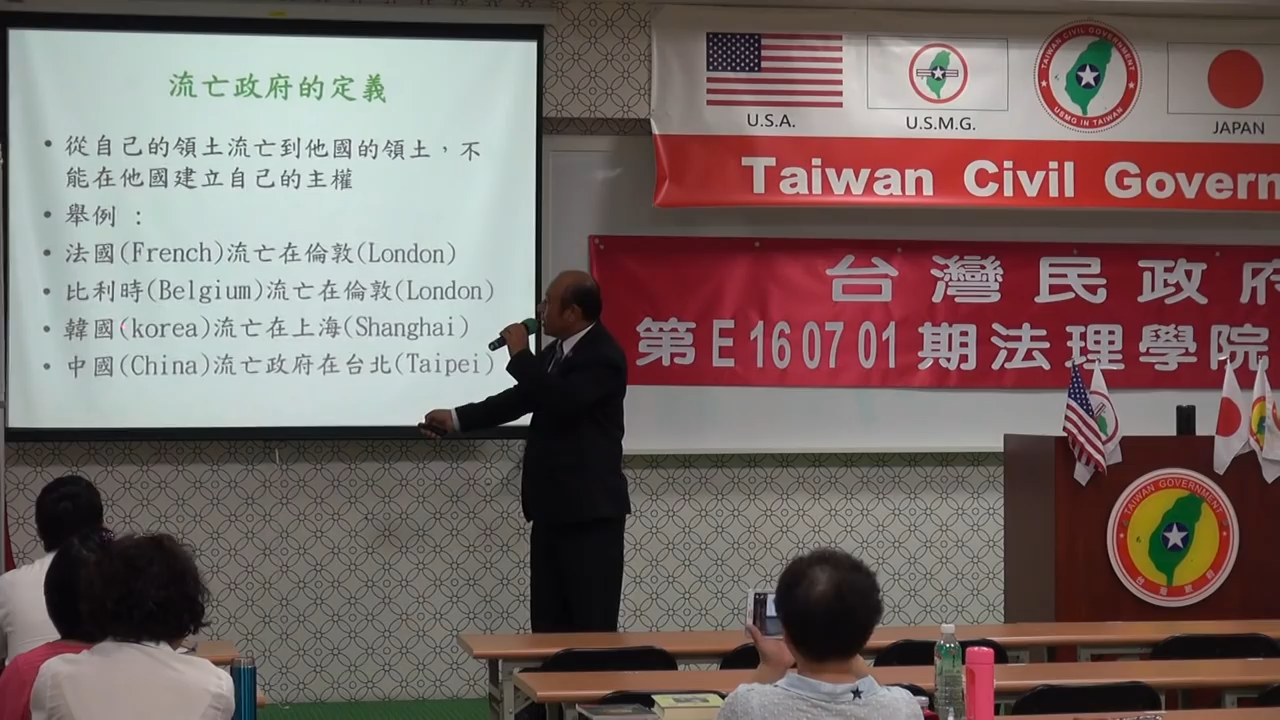 流亡政府的定義
• 從自己的領土流亡到他國的領土，不
能在他國建立自己的主權
• 舉例 :
• 法國(French)流亡在倫敦(London)
• 比利時(Belgium)流亡在倫敦(London)
• 韓國(korea)流亡在上海(Shanghai)
• 中國(China)流亡政府在台北(Taipei)
TAIWAN CIVIL GOVERNMENT
USMG IN TAIWAN
U.S.A.
U.S.M.G.
JAPAN
Taiwan Civil Governm
台灣民政府
第E160701期法理學院
TAIWAN GOVERNMENT